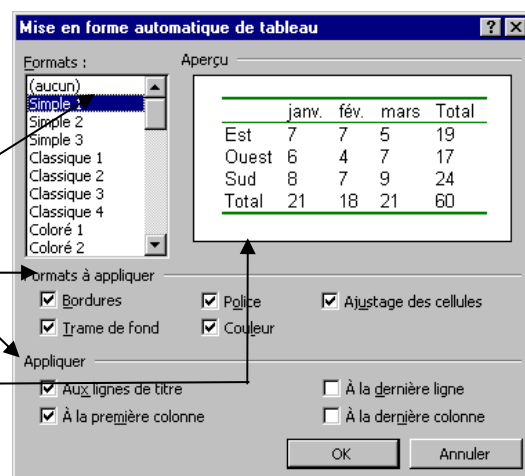 Mise en forme automatique de tableau
Formats :
(aucun)
Simple 1
Simple 2
Simple 3
Classique 1
Classique 2
Classique 3
Classique 4
Coloré 1
Coloré 2
Aperçu
janv. fév. mars Total
Est 7 7 5 19
Ouest 6 4 7 17
Sud 8 7 9 24
Total 21 18 21 60
Formats à appliquer
Bordures Police Ajustage des cellules
Trame de fond Couleur
Appliquer
Aux lignes de titre À la dernière ligne
À la première colonne À la dernière colonne
OK Annuler